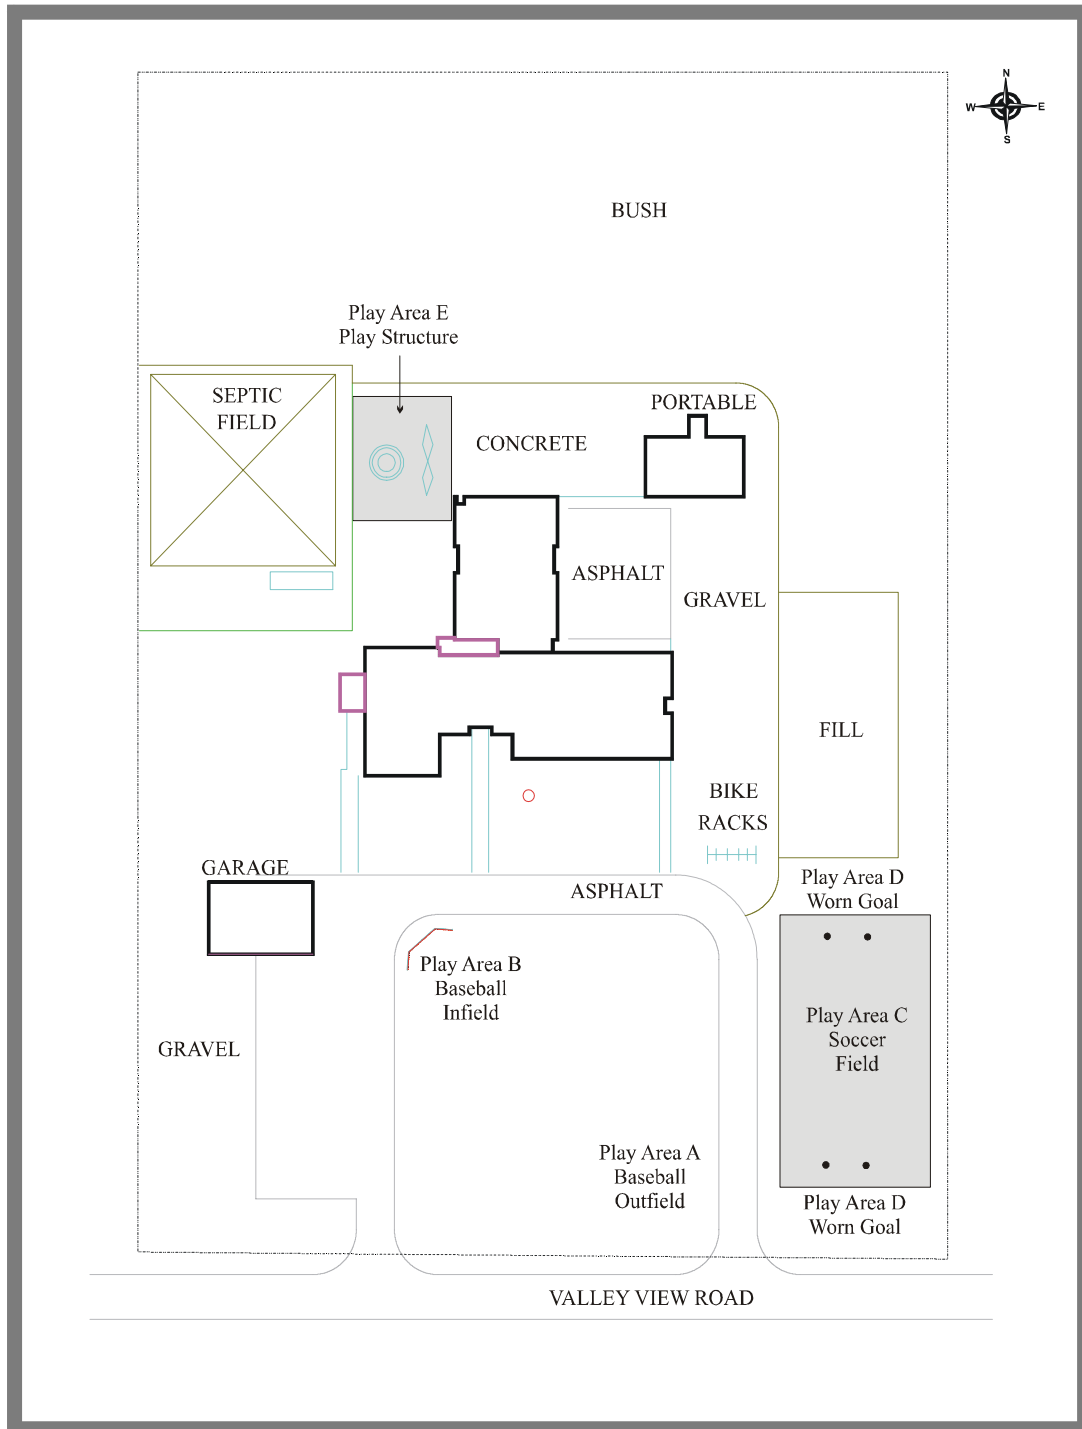 N
W
E
S
BUSH
Play Area E
Play Structure
SEPTIC
FIELD
PORTABLE
CONCRETE
ASPHALT
GRAVEL
FILL
BIKE
RACKS
GARAGE
ASPHALT
Play Area D
Worn Goal
Play Area B
Baseball
Infield
Play Area C
Soccer
Field
GRAVEL
Play Area A
Baseball
Outfield
Play Area D
Worn Goal
VALLEY VIEW ROAD